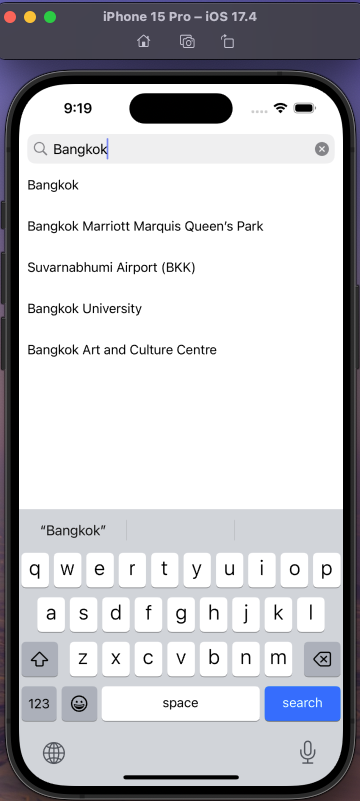 iPhone 15 Pro – iOS 17.4
9:19
Bangkok
Bangkok
Bangkok Marriott Marquis Queen's Park
Suvarnabhumi Airport (BKK)
Bangkok University
Bangkok Art and Culture Centre
“Bangkok”
q w e r t y u i o p
a s d f g h j k l
z x c v b n m
123 space search